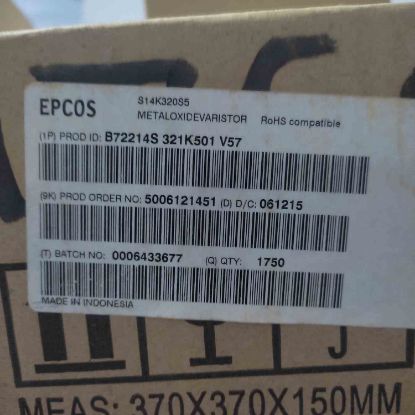 EPCOS
S14K320S5
METALOXIDEVARISTOR RoHS compatible
(1P) PROD ID: B72214S 321K501 V57
(9K) PROD ORDER NO: 5006121451 (D) D/C: 061215
(T) BATCH NO: 0006433677 (Q) QTY: 1750
MADE IN INDONESIA
MEAS: 370X370X150MM